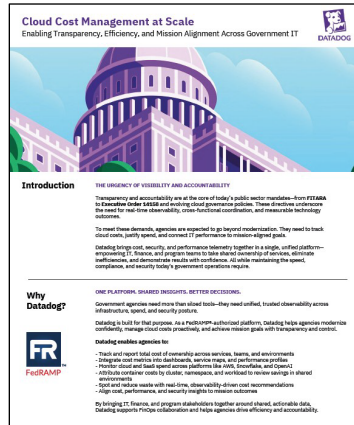 Cloud Cost Management at Scale
Enabling Transparency, Efficiency, and Mission Alignment Across Government IT
DATADOG
Introduction
THE URGENCY OF VISIBILITY AND ACCOUNTABILITY
Transparency and accountability are at the core of today's public sector mandates—from FITARA
to Executive Order 14158 and evolving cloud governance policies. These directives underscore
the need for real-time observability, cross-functional coordination, and measurable technology
outcomes.
To meet these demands, agencies are expected to go beyond modernization. They need to track
cloud costs, justify spend, and connect IT performance to mission-aligned goals.
Datadog brings cost, security, and performance telemetry together in a single, unified platform—
empowering IT, finance, and program teams to take shared ownership of services, eliminate
inefficiencies, and demonstrate results with confidence. All while maintaining the speed,
compliance, and security today's government operations require.
Why
Datadog?
ONE PLATFORM. SHARED INSIGHTS. BETTER DECISIONS.
Government agencies need more than siloed tools—they need unified, trusted observability across
infrastructure, spend, and security posture.
Datadog is built for that purpose. As a FedRAMP®-authorized platform, Datadog helps agencies modernize
confidently, manage cloud costs proactively, and achieve mission goals with transparency and control.
Datadog enables agencies to:
- Track and report total cost of ownership across services, teams, and environments
- Integrate cost metrics into dashboards, service maps, and performance profiles
- Monitor cloud and SaaS spend across platforms like AWS, Snowflake, and OpenAI
- Attribute container costs by cluster, namespace, and workload to review savings in shared
environments
- Spot and reduce waste with real-time, observability-driven cost recommendations
- Align cost, performance, and security insights to mission outcomes
By bringing IT, finance, and program stakeholders together around shared, actionable data,
Datadog supports FinOps collaboration and helps agencies drive efficiency and accountability.
FR
FedRAMP